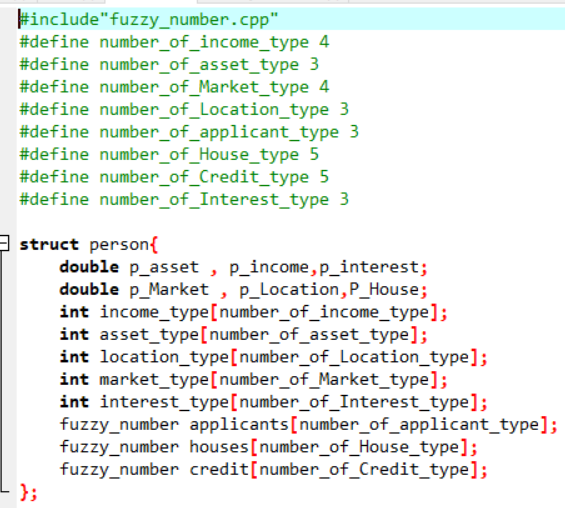 #include"fuzzy_number.cpp"
#define number_of_income_type 4
#define number_of_asset_type 3
#define number_of_Market_type 4
#define number_of_Location_type 3
#define number_of_applicant_type 3
#define number_of_House_type 5
#define number_of_Credit_type 5
#define number_of_Interest_type 3

struct person{
    double p_asset , p_income,p_interest;
    double p_Market , p_Location,P_House;
    int income_type[number_of_income_type];
    int asset_type[number_of_asset_type];
    int location_type[number_of_Location_type];
    int market_type[number_of_Market_type];
    int interest_type[number_of_Interest_type];
    fuzzy_number applicants[number_of_applicant_type];
    fuzzy_number houses[number_of_House_type];
    fuzzy_number credit[number_of_Credit_type];
};